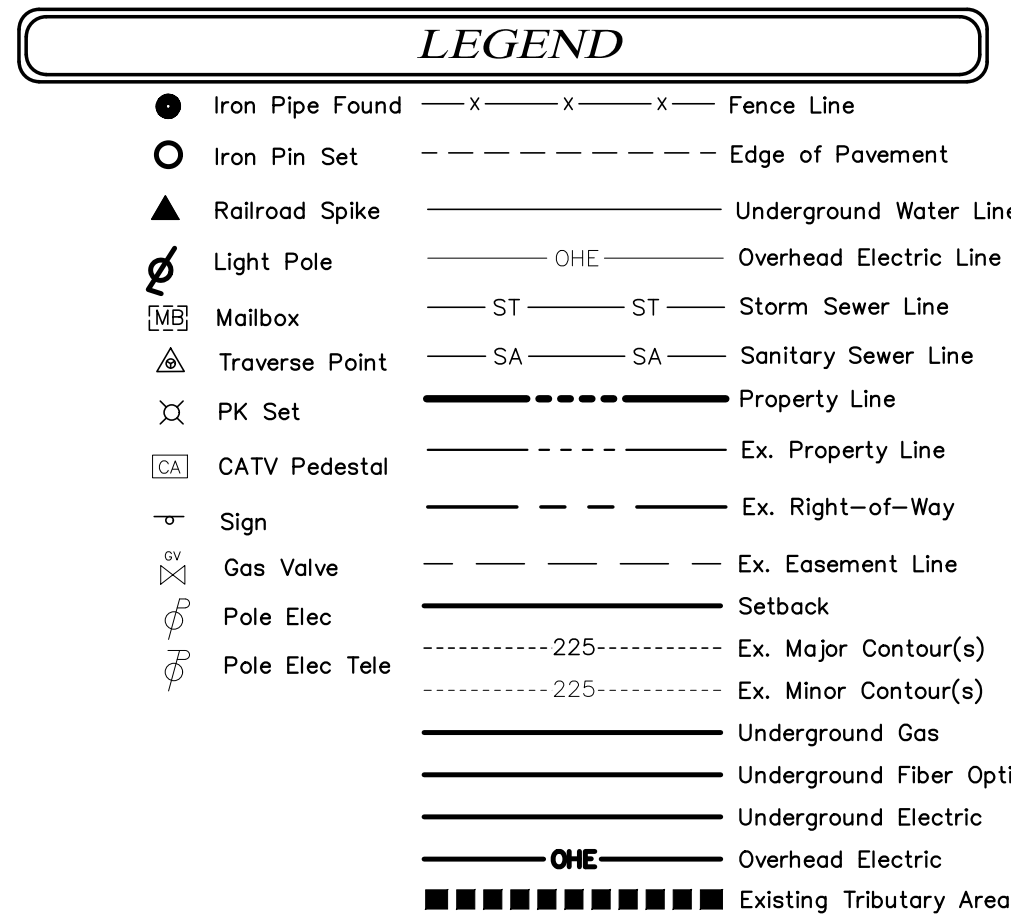 LEGEND
Iron Pipe Found
Iron Pin Set
Railroad Spike
Light Pole
MB Mailbox
Traverse Point
PK Set
CA CATV Pedestal
Sign
GV
Gas Valve
Pole Elec
Pole Elec Tele
x x x Fence Line
Edge of Pavement
Underground Water Line
OHE Overhead Electric Line
ST ST Storm Sewer Line
SA SA Sanitary Sewer Line
Property Line
Ex. Property Line
Ex. Right-of-Way
Ex. Easement Line
Setback
225 Ex. Major Contour(s)
225 Ex. Minor Contour(s)
Underground Gas
Underground Fiber Opti
Underground Electric
OHE Overhead Electric
Existing Tributary Area